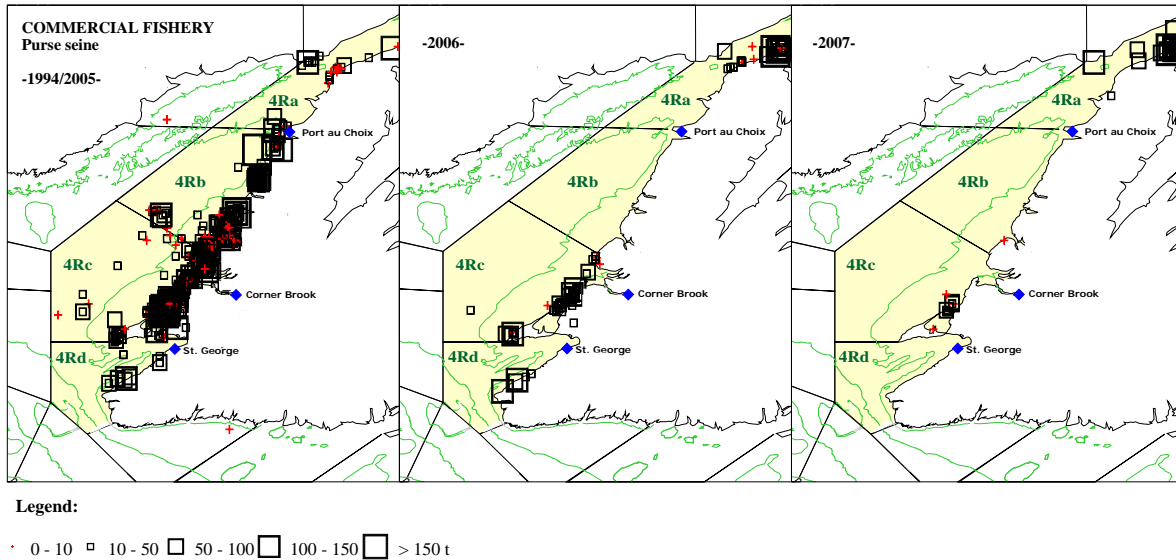 COMMERCIAL FISHERY
Purse seine
-1994/2005-
4Ra
Port au Choix
4Rb
4Rc
Corner Brook
St. George
4Rd
-2006-
4Ra
Port au Choix
4Rb
4Rc
Corner Brook
St. George
4Rd
-2007-
4Ra
Port au Choix
4Rb
4Rc
Corner Brook
St. George
4Rd
Legend:
0 - 10 10 - 50 50 - 100 100 - 150 > 150 t